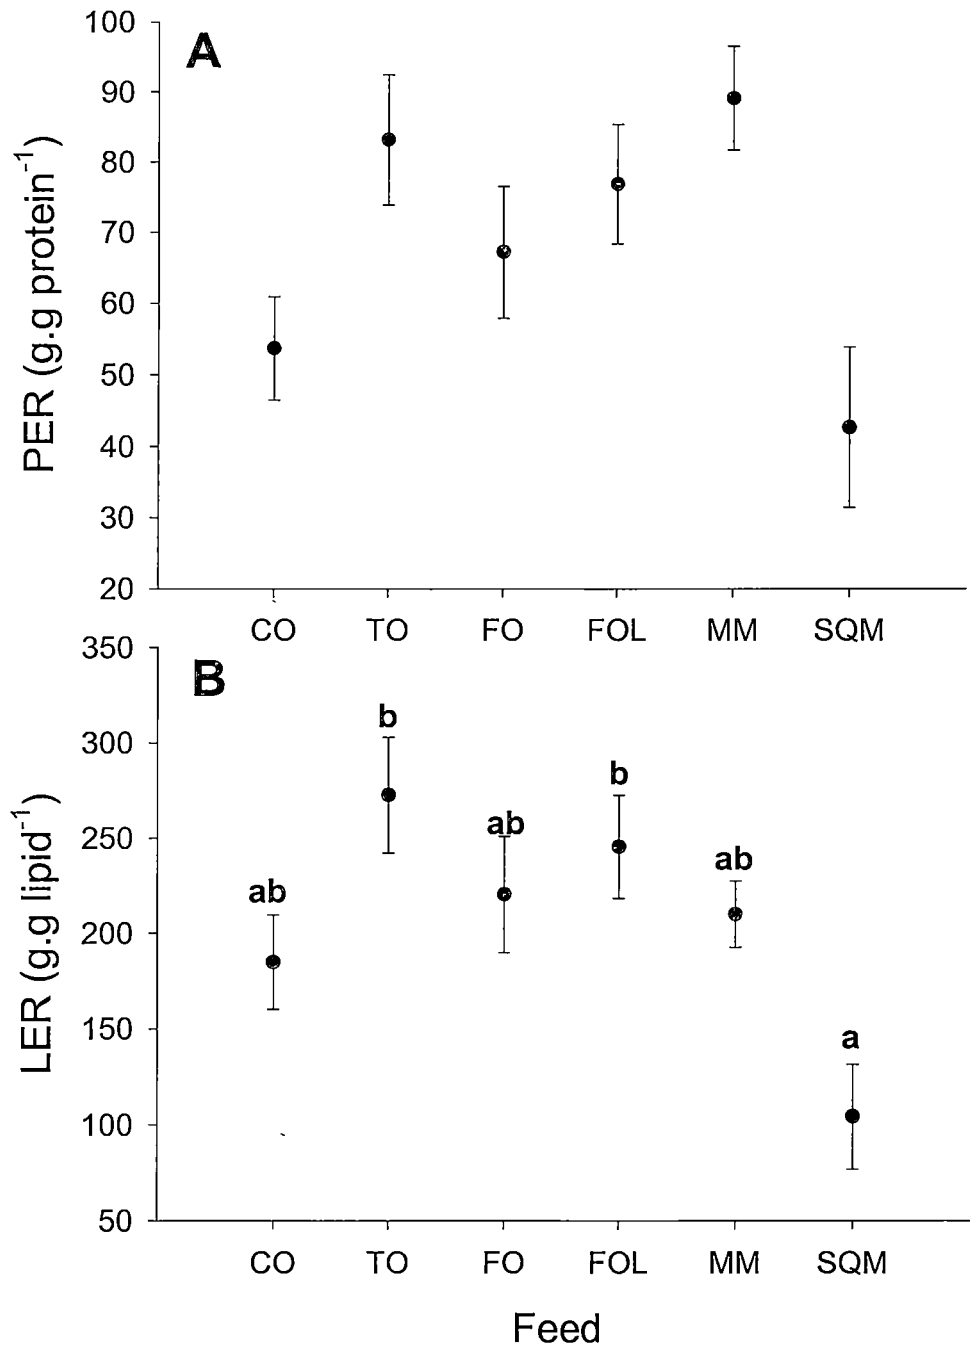 A
PER (g.g protein-1)
100
90
80
70
60
50
40
30
20
CO TO FO FOL MM SQM
B
LER (g.g lipid-1)
350
300
250
200
150
100
50
ab b ab b ab a
CO TO FO FOL MM SQM
Feed